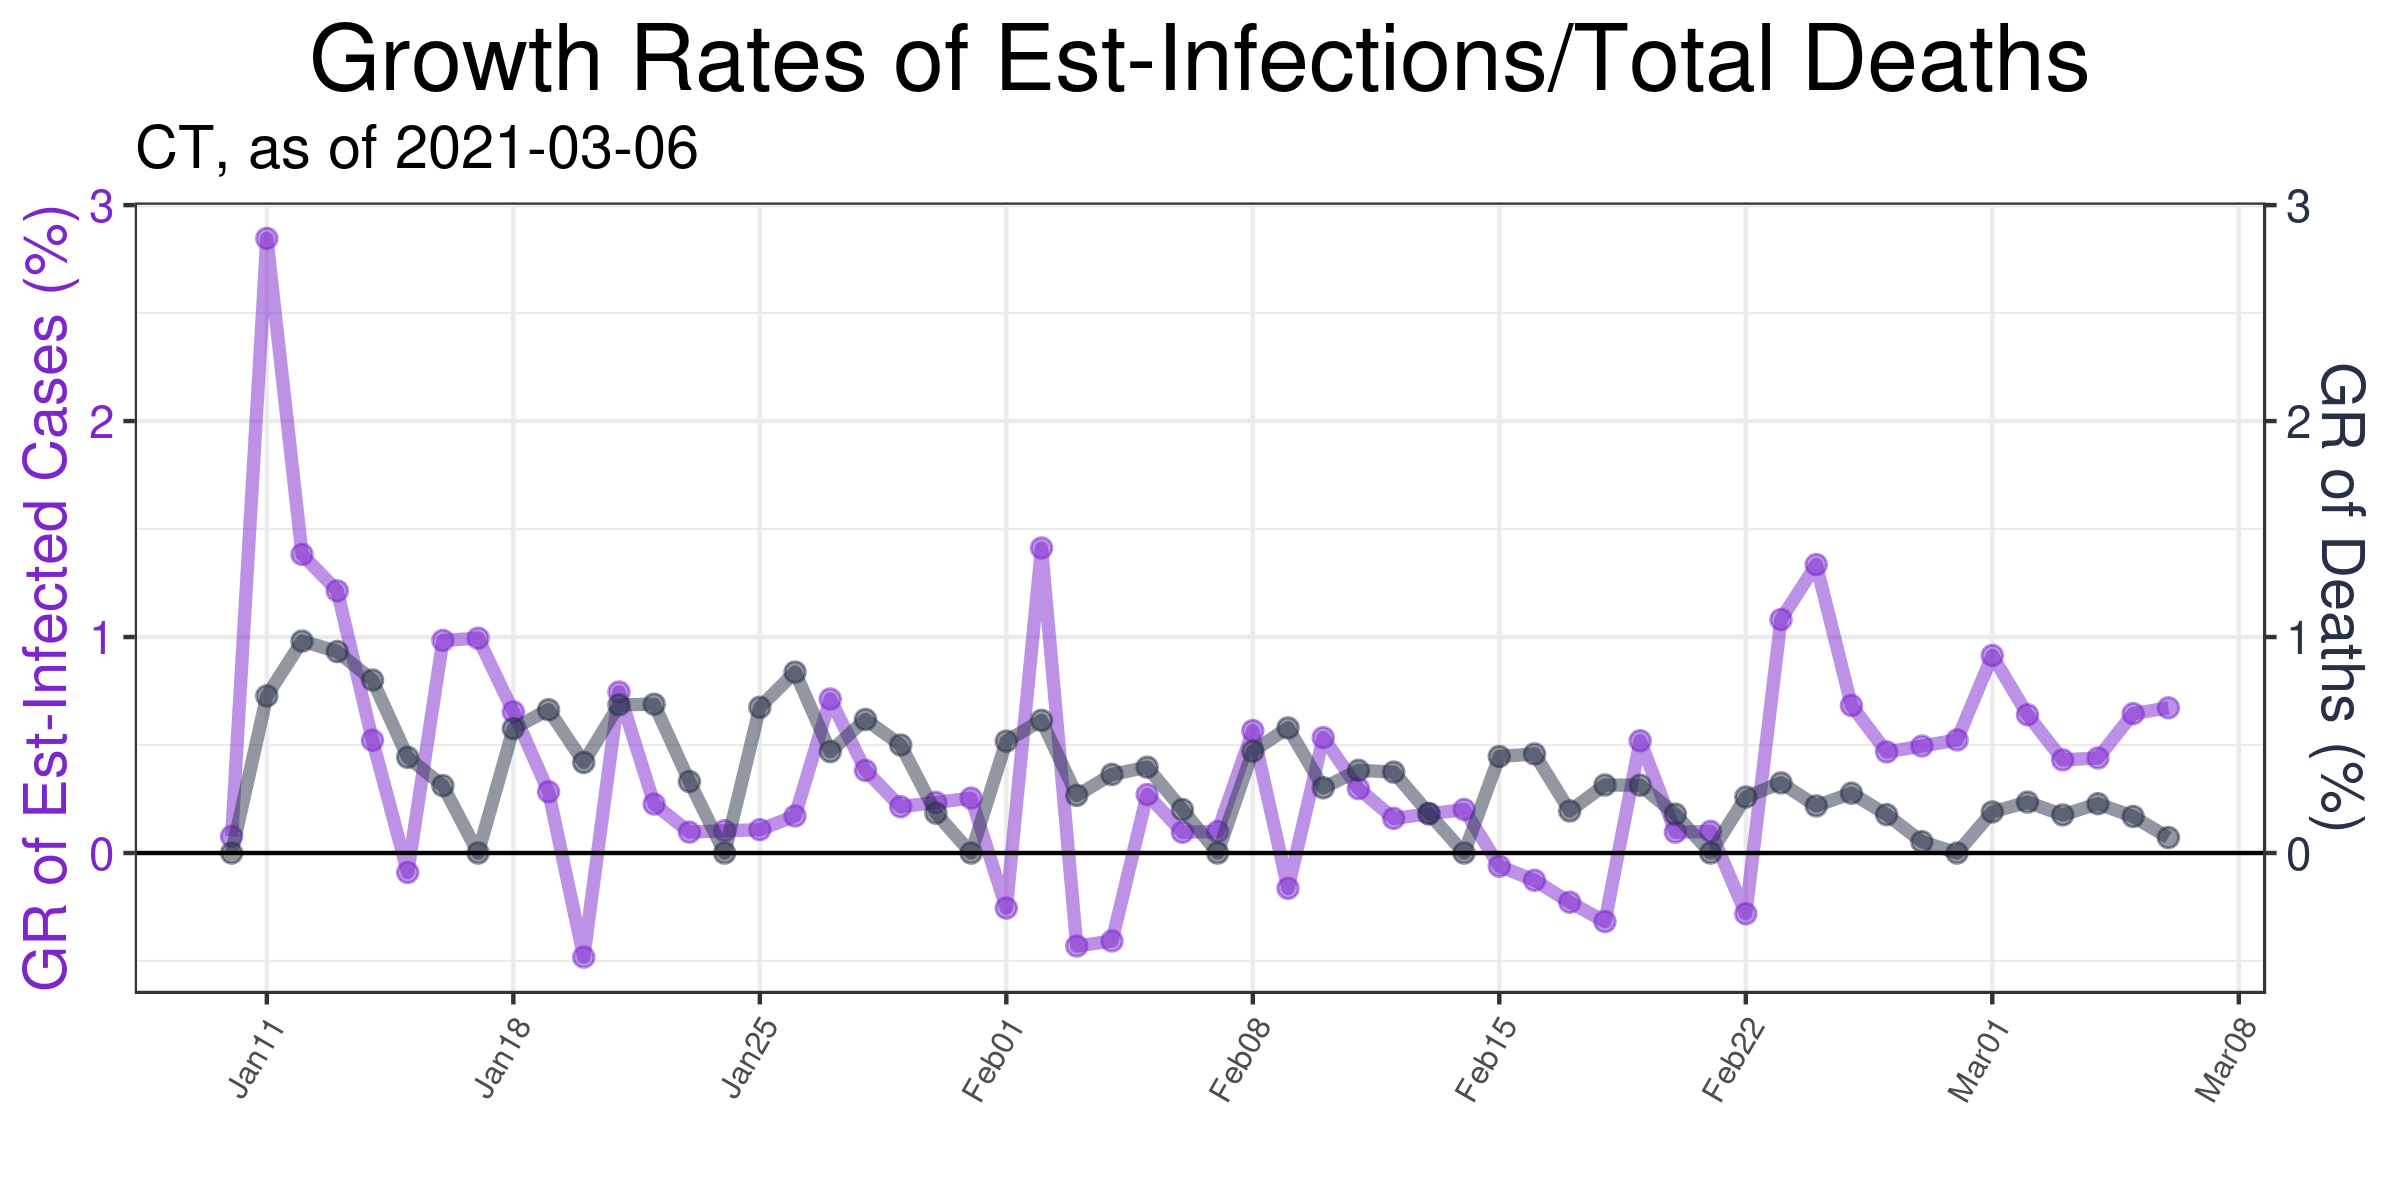 Growth Rates of Est-Infections/Total Deaths
CT, as of 2021-03-06
GR of Est-Infected Cases (%)
3
2
1
0
3
2
1
0
GR of Deaths (%)
Jan11
Jan18
Jan25
Feb01
Feb08
Feb15
Feb22
Mar01
Mar08